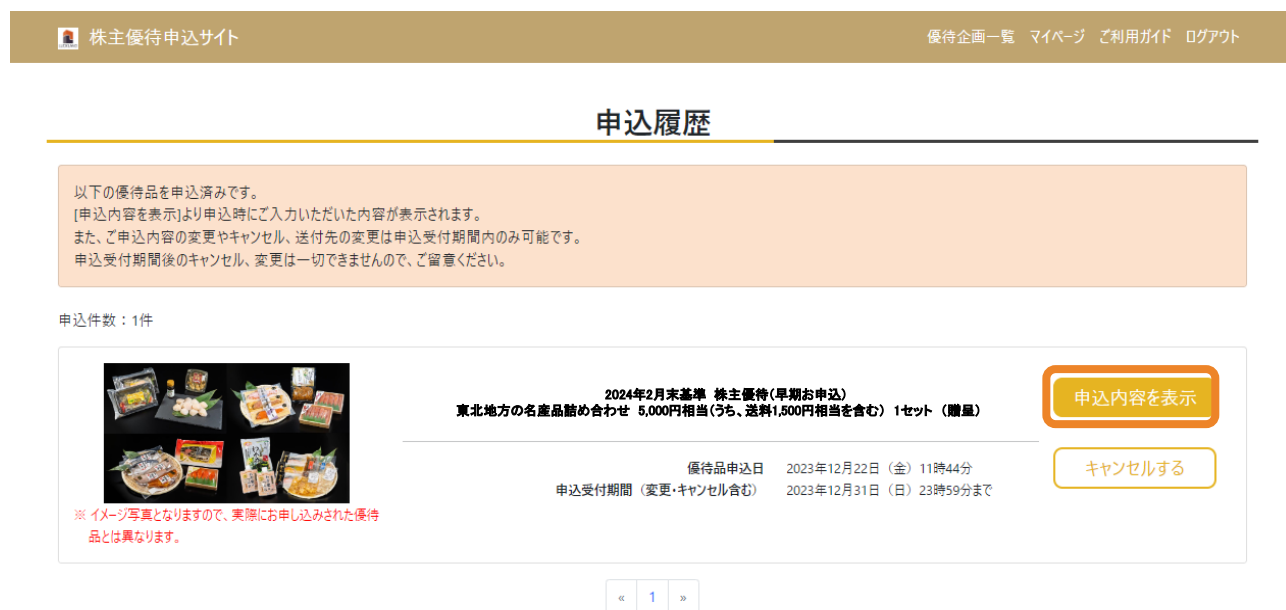 株主優待申込サイト
優待企画一覧 マイページ ご利用ガイド ログアウト
申込履歴
以下の優待品を申込済みです。
[申込内容を表示]より申込時にご入力いただいた内容が表示されます。
また、ご申込内容の変更やキャンセル、送付先の変更は申込受付期間内のみ可能です。
申込受付期間後のキャンセル、変更は一切できませんので、ご留意ください。
申込件数：1件
2024年2月末基準 株主優待(早期お申込)
東北地方の名産品詰め合わせ 5,000円相当(うち、送料1,500円相当を含む) 1セット (贈呈)
申込内容を表示
優待品申込日 2023年12月22日（金）11時44分
申込受付期間（変更・キャンセル含む） 2023年12月31日（日）23時59分まで
キャンセルする
※ イメージ写真となりますので、実際にお申し込みされた優待
品とは異なります。
« 1 »